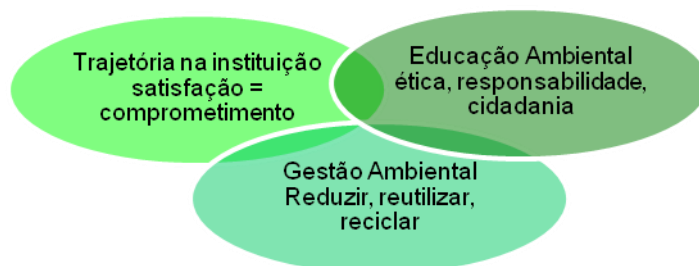 Trajetória na instituição
satisfação =
comprometimento
Educação Ambiental
ética, responsabilidade,
cidadania
Gestão Ambiental
Reduzir, reutilizar,
reciclar